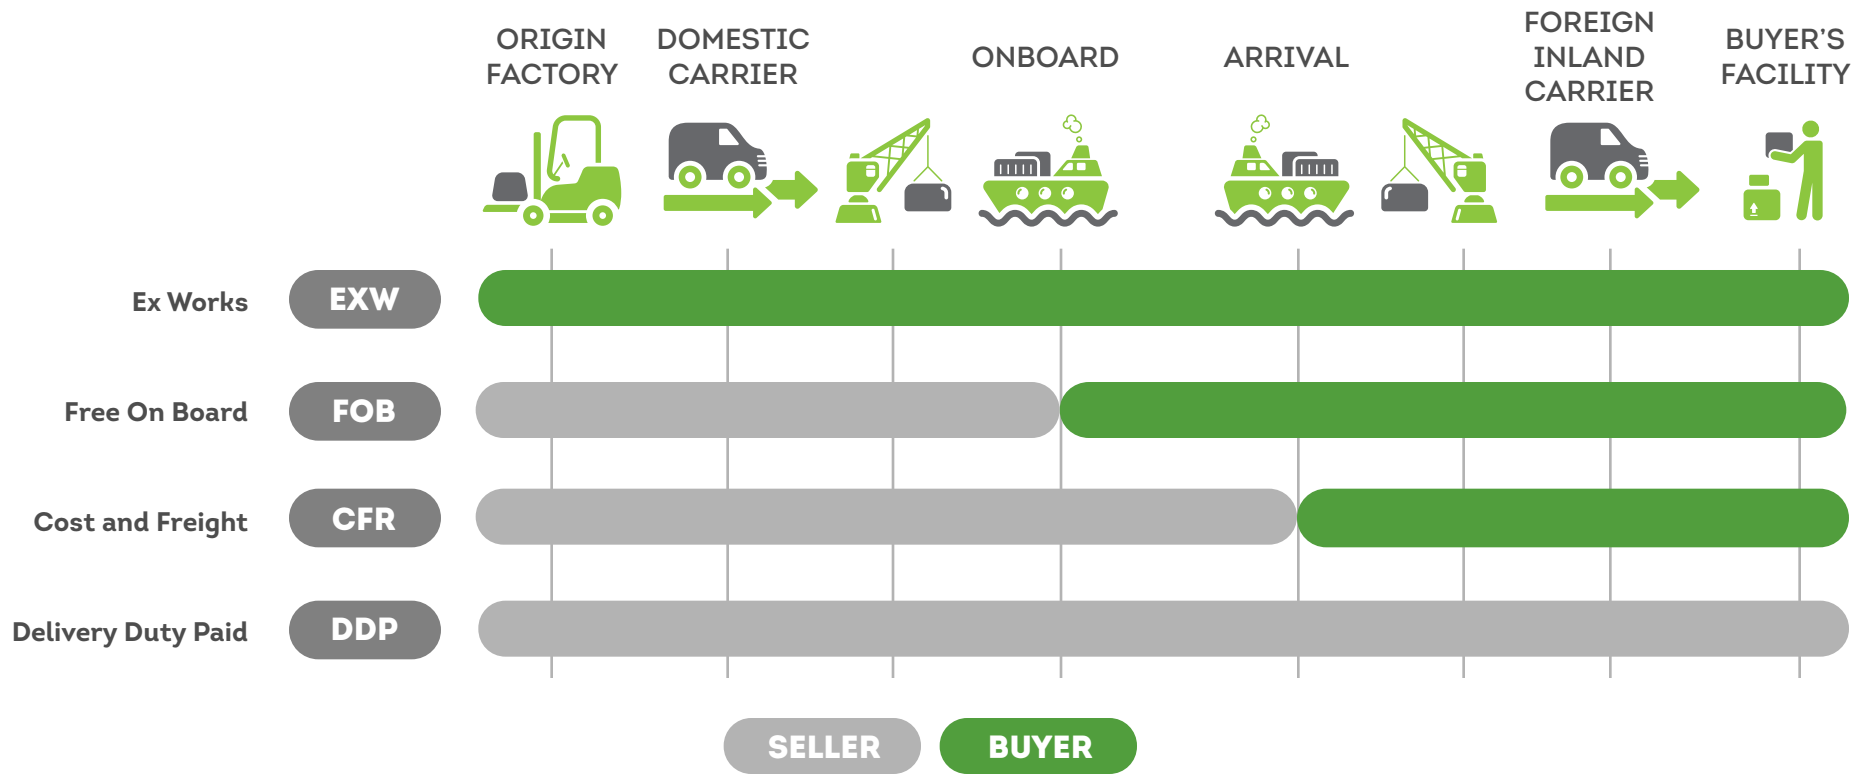 ORIGIN
FACTORY
DOMESTIC
CARRIER
ONBOARD
ARRIVAL
FOREIGN
INLAND
CARRIER
BUYER’S
FACILITY
Ex Works
EXW
Free On Board
FOB
Cost and Freight
CFR
Delivery Duty Paid
DDP
SELLER
BUYER